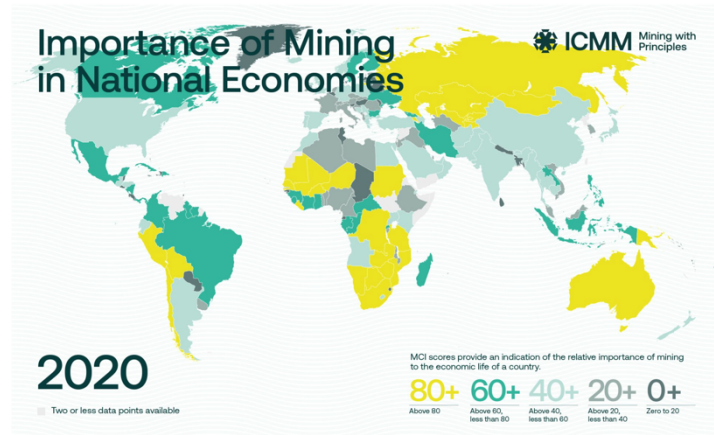 Importance of Mining
in National Economies
ICMM
Mining with
Principles
2020
Two or less data points available
MCI scores provide an indication of the relative importance of mining
to the economic life of a country.
80+ 60+ 40+ 20+ 0+
Above 80
Above 60,
less than 80
Above 40,
less than 60
Above 20,
less than 40
Zero to 20